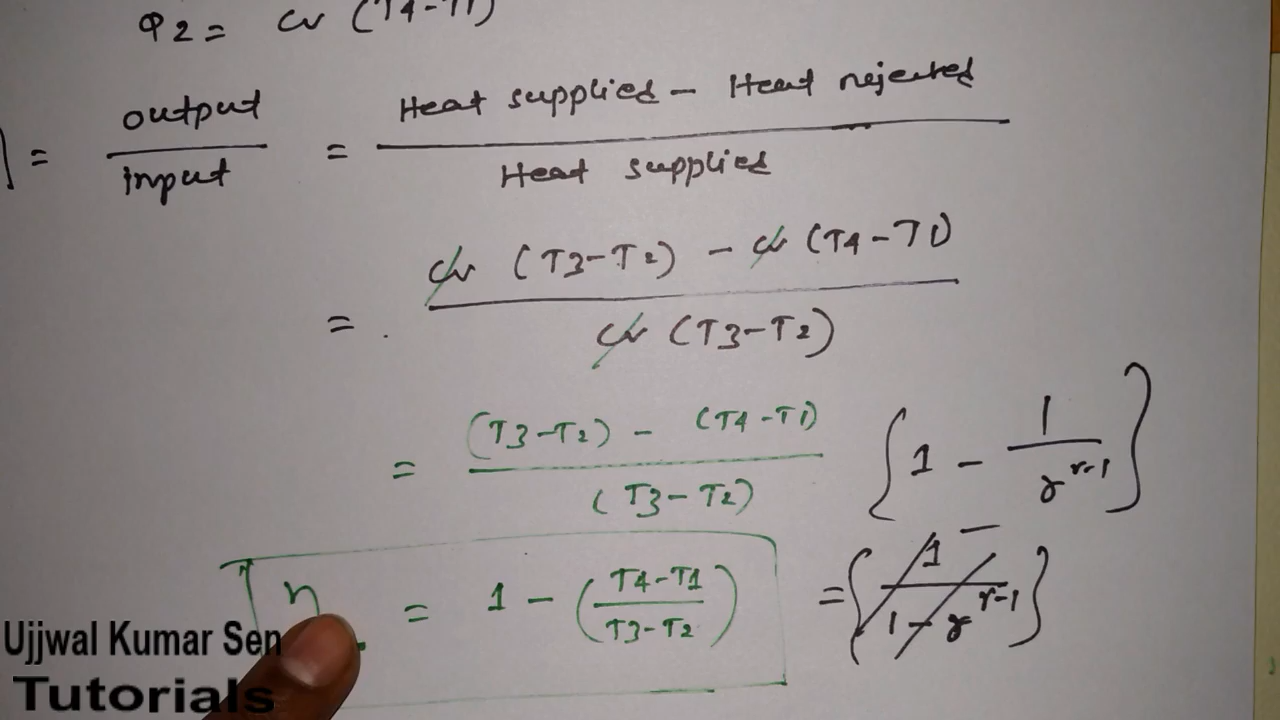 φ2 = Cv (T4-T1)
η = output / input = Heat supplied - Heat rejected / Heat supplied
= Cv (T3-T2) - Cv (T4-T1) / Cv (T3-T2)
= (T3-T2) - (T4-T1) / (T3-T2)
{1 - 1 / r^γ-1}
η = 1 - (T4-T1 / T3-T2)
= {1 / 1-r^γ-1}
Ujjwal Kumar Sen
Tutorials